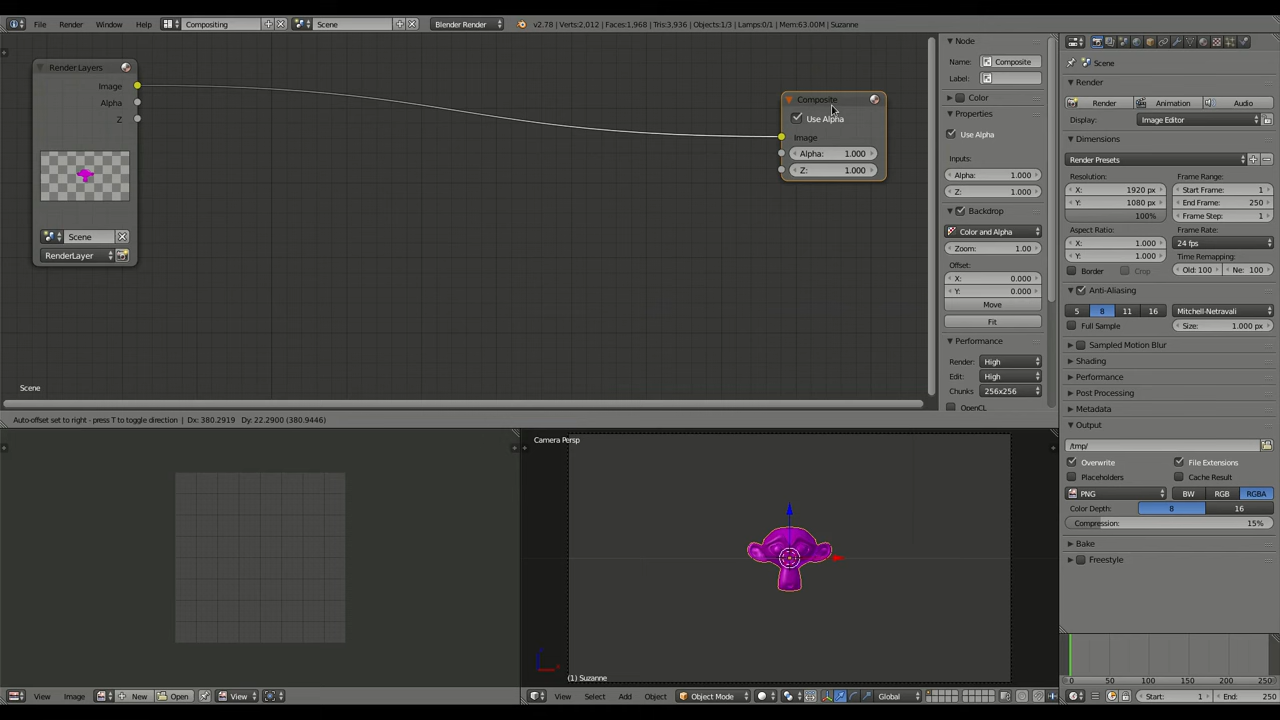 File Render Window Help Compositing Scene Blender Render v2.78 | Verts:2,012 | Faces:1,968 | Tris:3,936 | Objects:1/3 | Lamps:0/1 | Mem:63.00M | Suzanne
Render Layers
Image
Alpha
Z
Scene
RenderLayer
Composite
Use Alpha
Image
Alpha: 1.000
Z: 1.000
Scene
Node
Name: Composite
Label:
Color
Properties
Use Alpha
Inputs:
Alpha: 1.000
Z: 1.000
Backdrop
Color and Alpha
Zoom: 1.00
Offset:
X: 0.000
Y: 0.000
Move
Fit
Performance
Render: High
Edit: High
Chunks 256x256
OpenCL
Scene
Render
Render Animation Audio
Display: Image Editor
Dimensions
Render Presets
Resolution: Frame Range:
X: 1920 px Start Frame: 1
Y: 1080 px End Frame: 250
100% Frame Step: 1
Aspect Ratio: Frame Rate:
X: 1.000 24 fps
Y: 1.000 Time Remapping:
Border Crop Old: 100 Ne: 100
Anti-Aliasing
5 8 11 16 Mitchell-Netravali
Full Sample Size: 1.000 px
Sampled Motion Blur
Shading
Performance
Post Processing
Metadata
Output
/tmp/
Overwrite File Extensions
Placeholders Cache Result
PNG BW RGB RGBA
Color Depth: 8 16
Compression: 15%
Bake
Freestyle
Auto-offset set to right - press T to toggle direction | Dx: 380.2919 Dy: 22.2900 (380.9446)
Camera Persp
(1) Suzanne
0 50 100 150 200 250
View Image New Open View
View Select Add Object Object Mode Global
Start: 1 End: 250